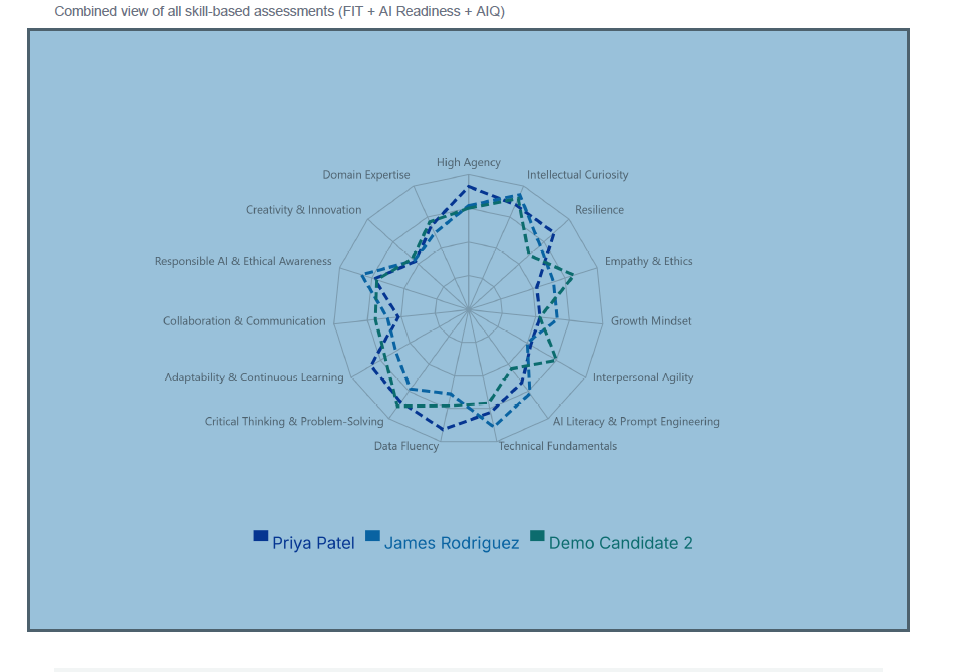 Combined view of all skill-based assessments (FIT + AI Readiness + AIQ)
High Agency
Domain Expertise
Intellectual Curiosity
Creativity & Innovation
Resilience
Responsible AI & Ethical Awareness
Empathy & Ethics
Collaboration & Communication
Growth Mindset
Adaptability & Continuous Learning
Interpersonal Agility
Critical Thinking & Problem-Solving
AI Literacy & Prompt Engineering
Data Fluency
Technical Fundamentals
Priya Patel James Rodriguez Demo Candidate 2